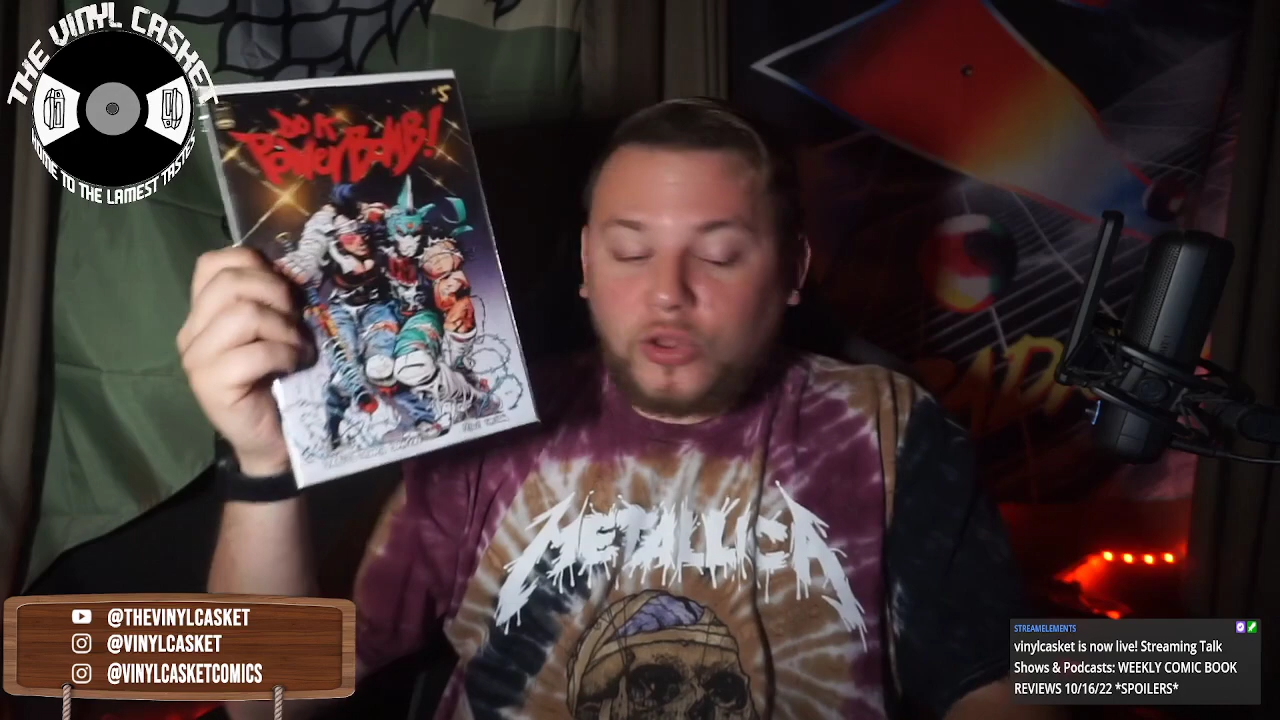 THE VINYL CASKET
HOME TO THE LAMEST TASTES
5
DO A
POWERBOMB!
METALLICA
@THEVINYLCASKET
@VINYLCASKET
@VINYLCASKETCOMICS
STREAMELEMENTS
vinylcasket is now live! Streaming Talk
Shows & Podcasts: WEEKLY COMIC BOOK
REVIEWS 10/16/22 *SPOILERS*